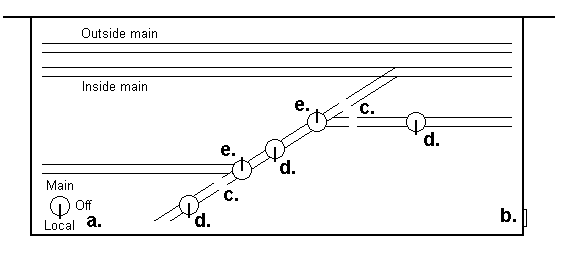 Outside main
Inside main
e.
c.
d.
e.
d.
c.
Main
Off
Local
a.
d.
b.